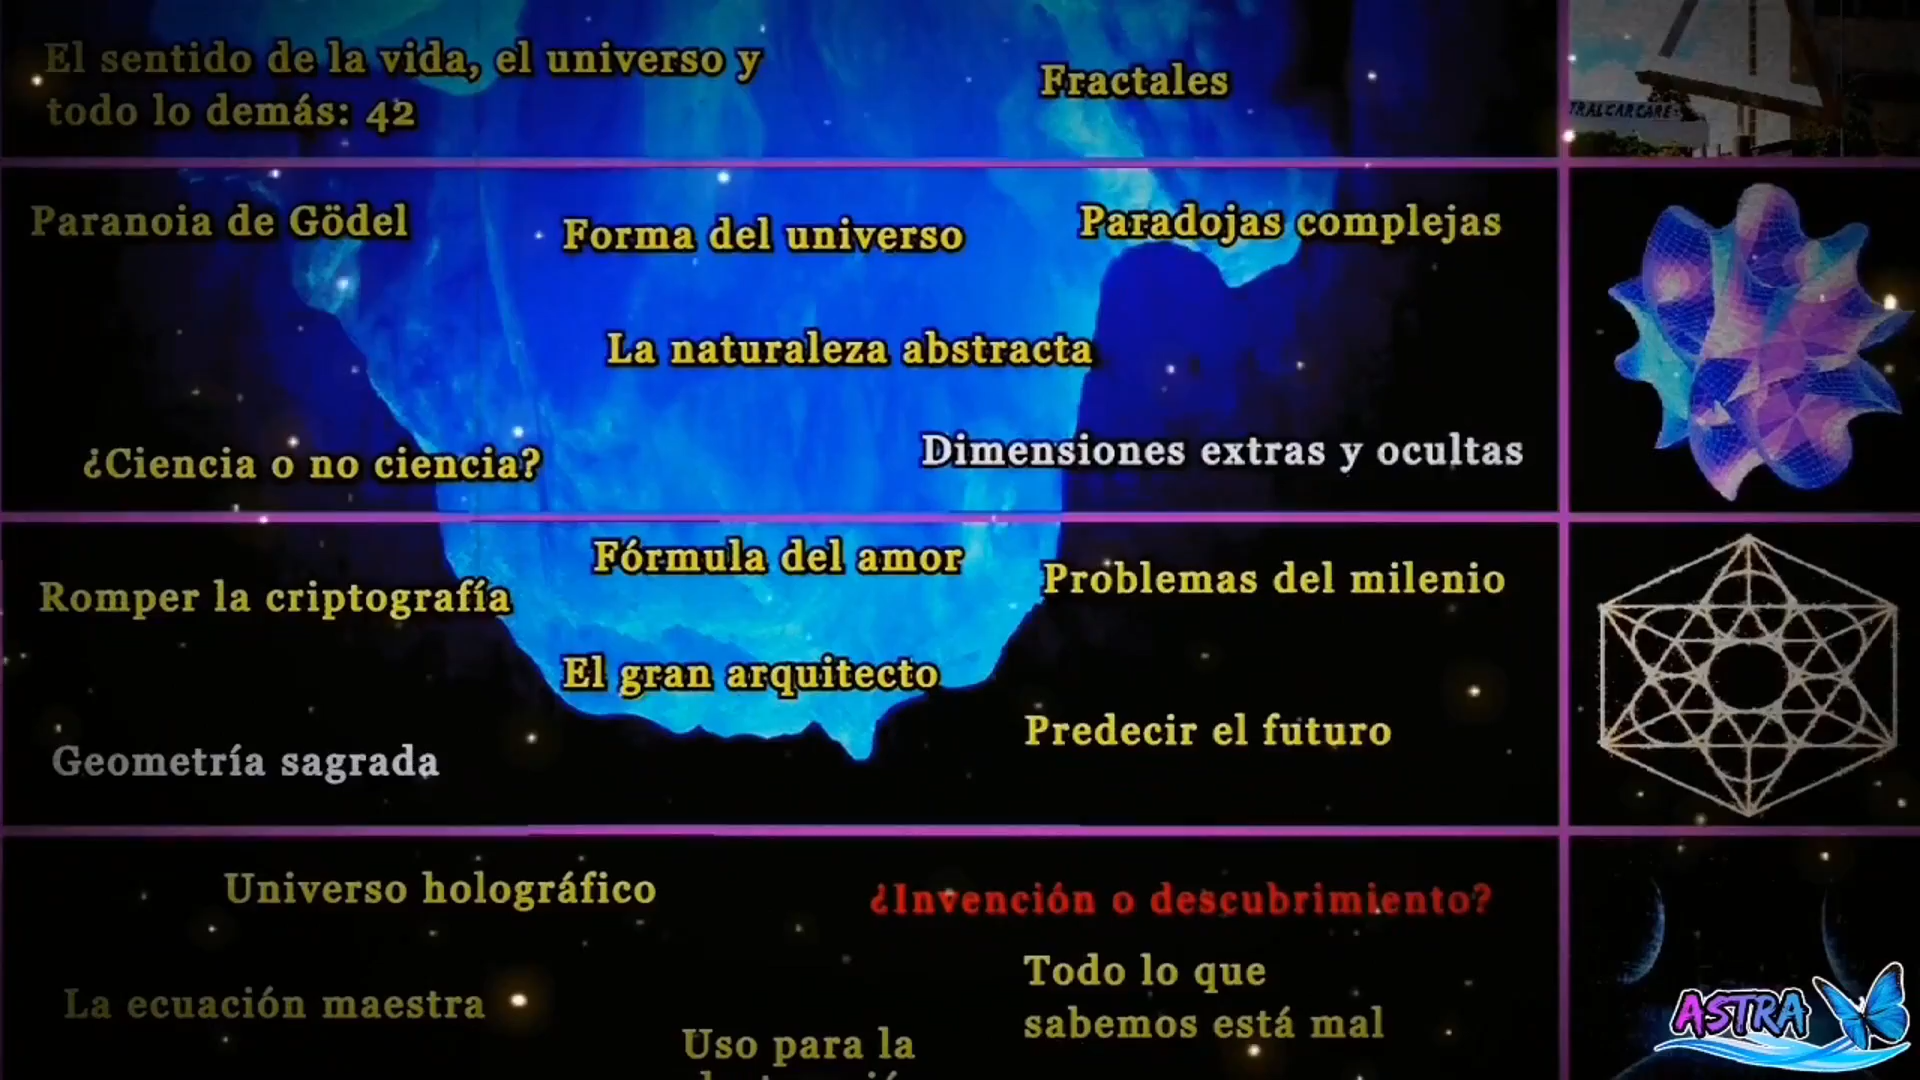 El sentido de la vida, el universo y
todo lo demás: 42
Fractales
TRAL CAR CARE
Paranoia de Gödel
Forma del universo
Paradojas complejas
La naturaleza abstracta
¿Ciencia o no ciencia?
Dimensiones extras y ocultas
Fórmula del amor
Romper la criptografía
Problemas del milenio
El gran arquitecto
Predecir el futuro
Geometría sagrada
Universo holográfico
¿Invención o descubrimiento?
La ecuación maestra
Todo lo que
sabemos está mal
Uso para la
ASTRA